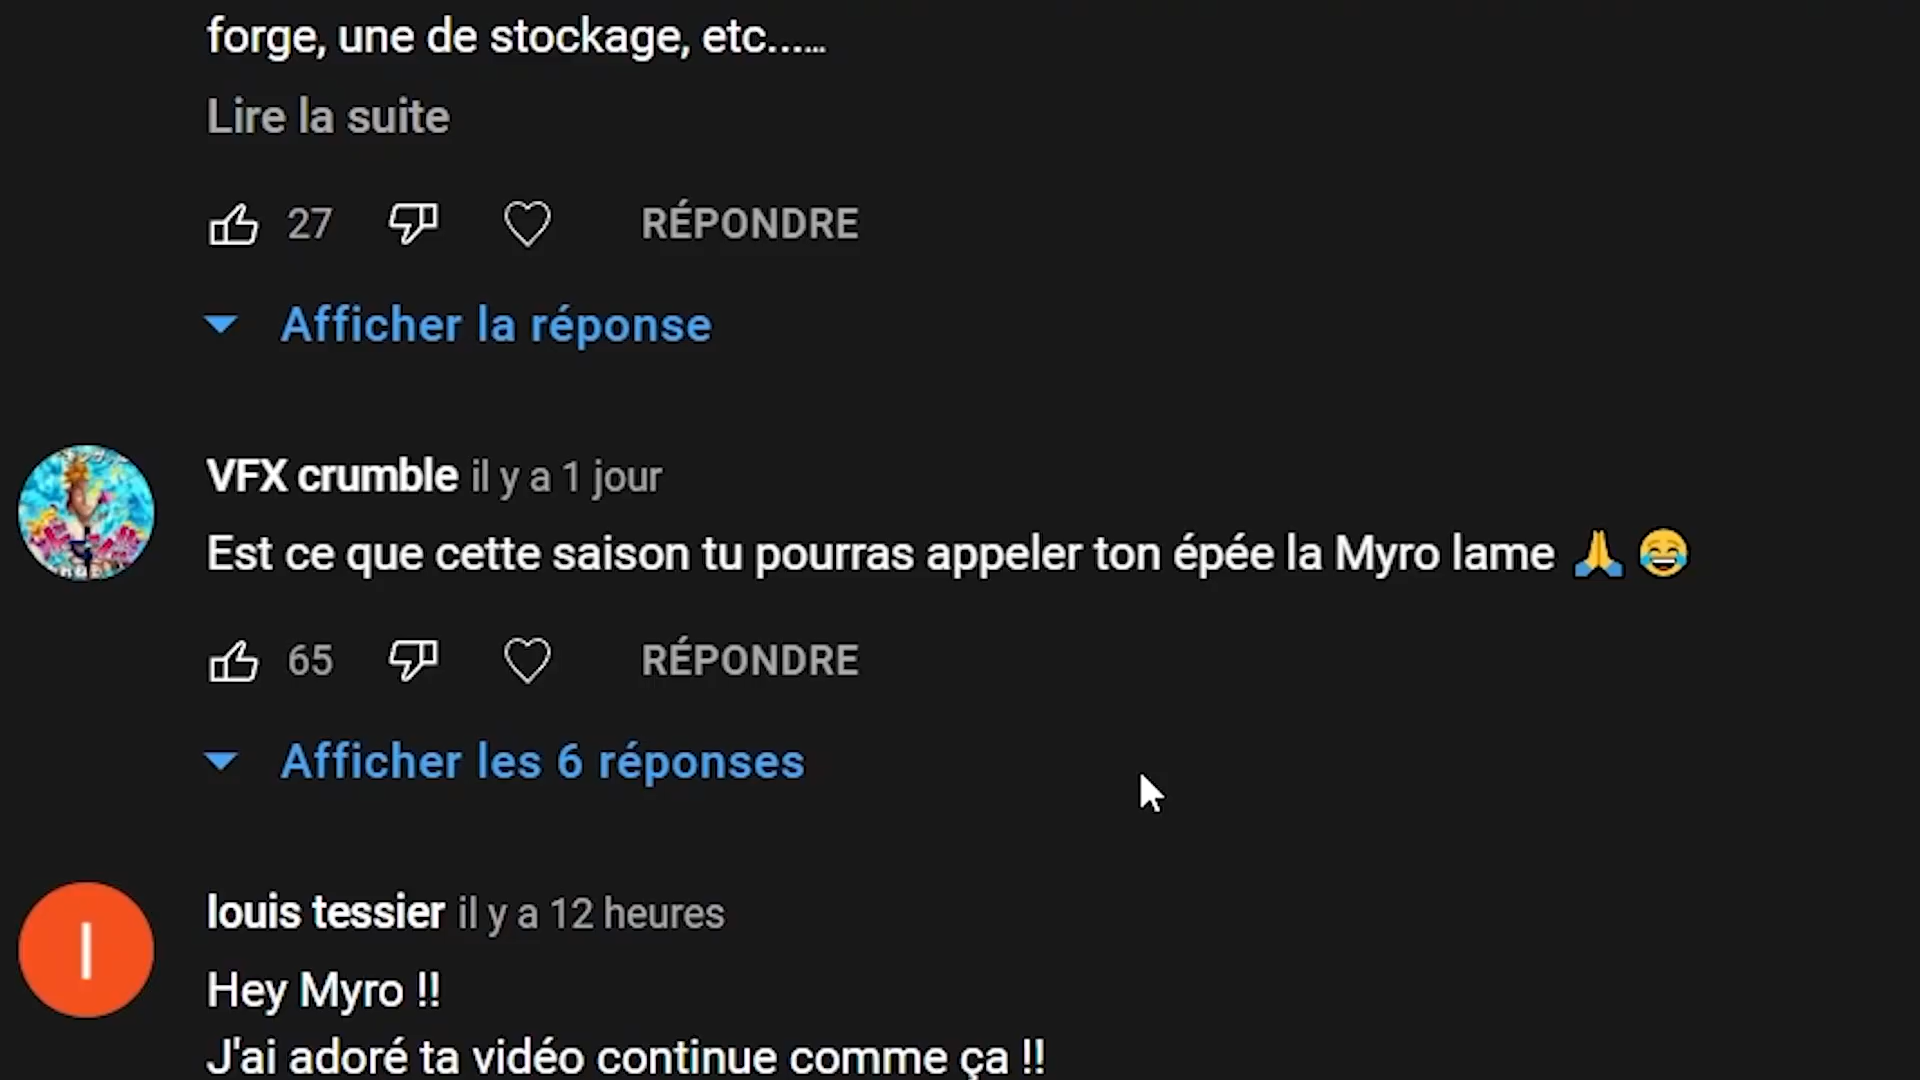 forge, une de stockage, etc......
Lire la suite
27 RÉPONDRE
Afficher la réponse
VFX crumble il y a 1 jour
Est ce que cette saison tu pourras appeler ton épée la Myro lame 🙏 😂
65 RÉPONDRE
Afficher les 6 réponses
l
louis tessier il y a 12 heures
Hey Myro !!
J'ai adoré ta vidéo continue comme ça !!